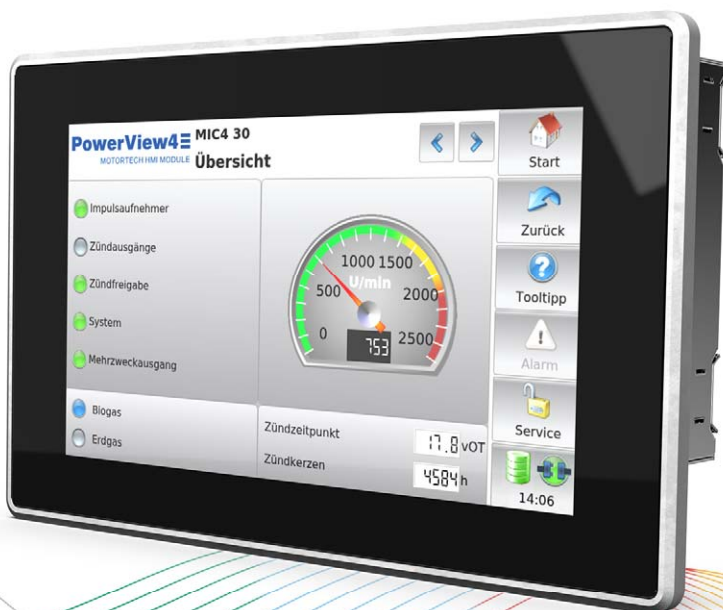 PowerView4 MIC4 30
MOTORTECH HMI MODULE Übersicht
Start
Zurück
Tooltipp
Alarm
Service
14:06
Impulsaufnehmer
Zündausgänge
Zündfreigabe
System
Mehrzweckausgang
Biogas
Erdgas
1000 1500
U/min
500 2000
0 2500
753
Zündzeitpunkt 17.8 vOT
Zündkerzen 4584 h